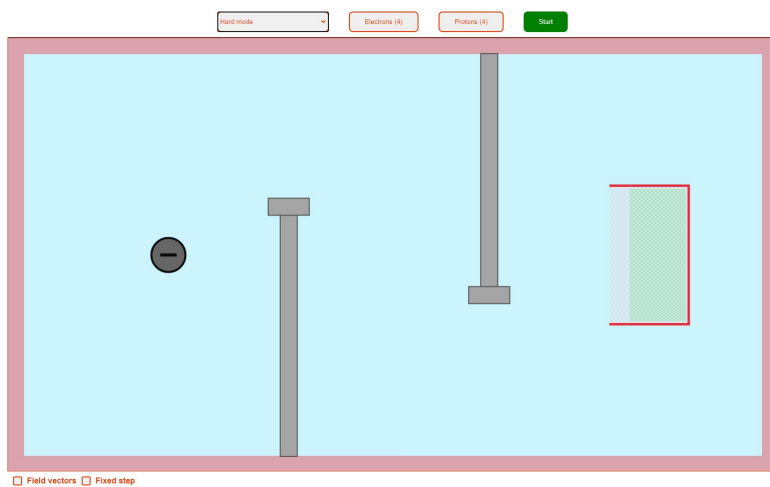 Hard mode
Electrons (4)
Protons (4)
Start
Field vectors
Fixed step